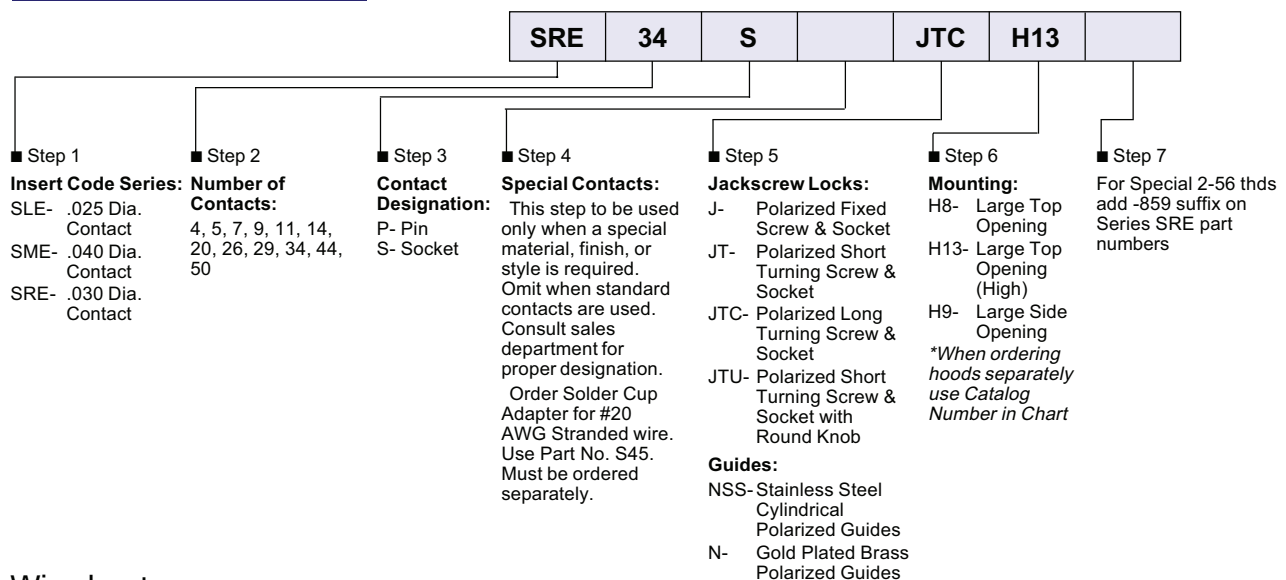 SRE 34 S JTC H13
■ Step 1
Insert Code Series:
SLE- .025 Dia.
Contact
SME- .040 Dia.
Contact
SRE- .030 Dia.
Contact
■ Step 2
Number of
Contacts:
4, 5, 7, 9, 11, 14,
20, 26, 29, 34, 44,
50
■ Step 3
Contact
Designation:
P- Pin
S- Socket
■ Step 4
Special Contacts:
This step to be used
only when a special
material, finish, or
style is required.
Omit when standard
contacts are used.
Consult sales
department for
proper designation.
Order Solder Cup
Adapter for #20
AWG Stranded wire.
Use Part No. S45.
Must be ordered
separately.
■ Step 5
Jackscrew Locks:
J- Polarized Fixed
Screw & Socket
JT- Polarized Short
Turning Screw &
Socket
JTC- Polarized Long
Turning Screw &
Socket
JTU- Polarized Short
Turning Screw &
Socket with
Round Knob
Guides:
NSS- Stainless Steel
Cylindrical
Polarized Guides
N- Gold Plated Brass
Polarized Guides
■ Step 6
Mounting:
H8- Large Top
Opening
H13- Large Top
Opening
(High)
H9- Large Side
Opening
*When ordering
hoods separately
use Catalog
Number in Chart
■ Step 7
For Special 2-56 thds
add -859 suffix on
Series SRE part
numbers